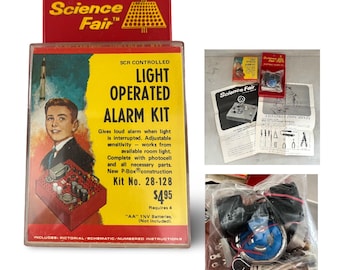 Science
Fair™
SCR CONTROLLED
LIGHT
OPERATED
ALARM KIT
Gives loud alarm when light
is interrupted. Adjustable
sensitivity — works from
available room light.
Complete with photocell
and all necessary parts.
New P-Box construction
Kit No. 28-128
$4.95
Requires 6
"AA" 1½V Batteries
(Not Included).
INCLUDES: PICTORIAL/SCHEMATIC/NUMBERED INSTRUCTIONS
Science Fair